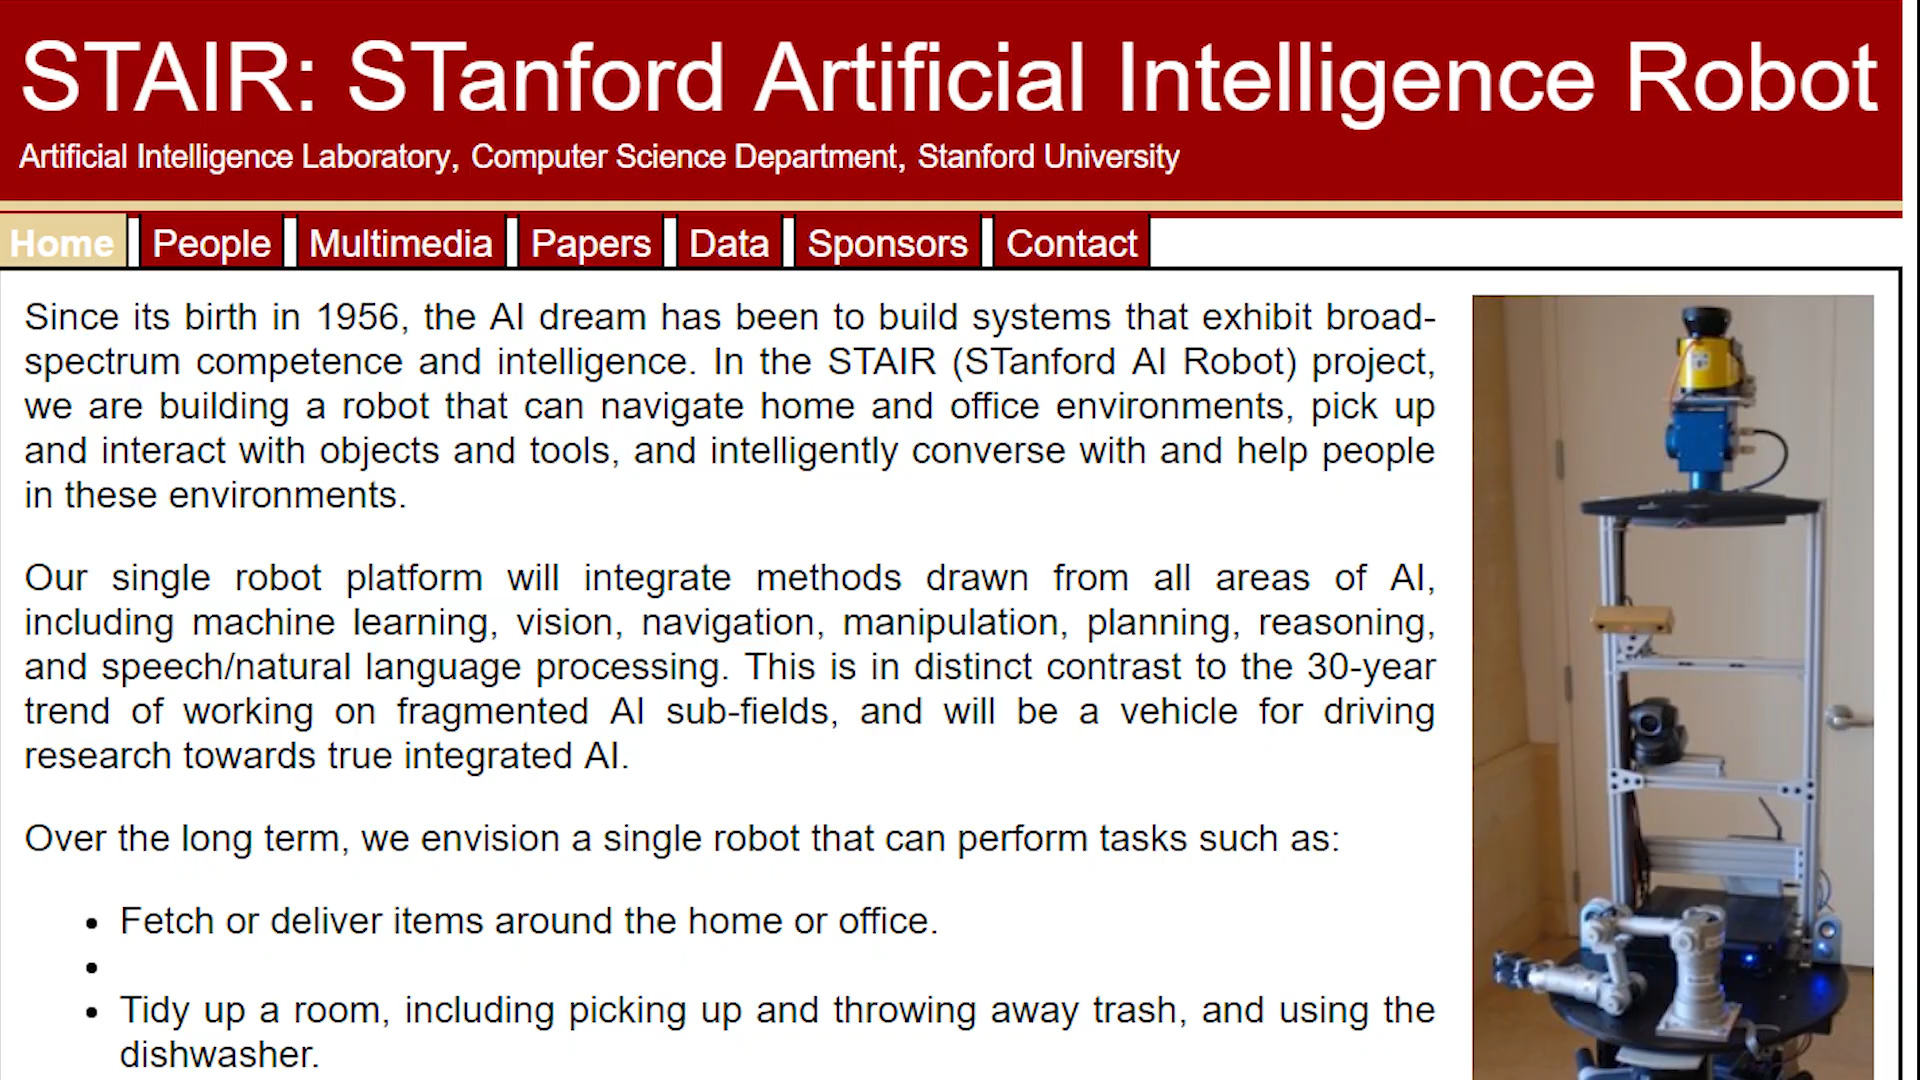 STAIR: STanford Artificial Intelligence Robot
Artificial Intelligence Laboratory, Computer Science Department, Stanford University
Home People Multimedia Papers Data Sponsors Contact
Since its birth in 1956, the AI dream has been to build systems that exhibit broad-
spectrum competence and intelligence. In the STAIR (STanford AI Robot) project,
we are building a robot that can navigate home and office environments, pick up
and interact with objects and tools, and intelligently converse with and help people
in these environments.
Our single robot platform will integrate methods drawn from all areas of AI,
including machine learning, vision, navigation, manipulation, planning, reasoning,
and speech/natural language processing. This is in distinct contrast to the 30-year
trend of working on fragmented AI sub-fields, and will be a vehicle for driving
research towards true integrated AI.
Over the long term, we envision a single robot that can perform tasks such as:
• Fetch or deliver items around the home or office.
•
• Tidy up a room, including picking up and throwing away trash, and using the
dishwasher.